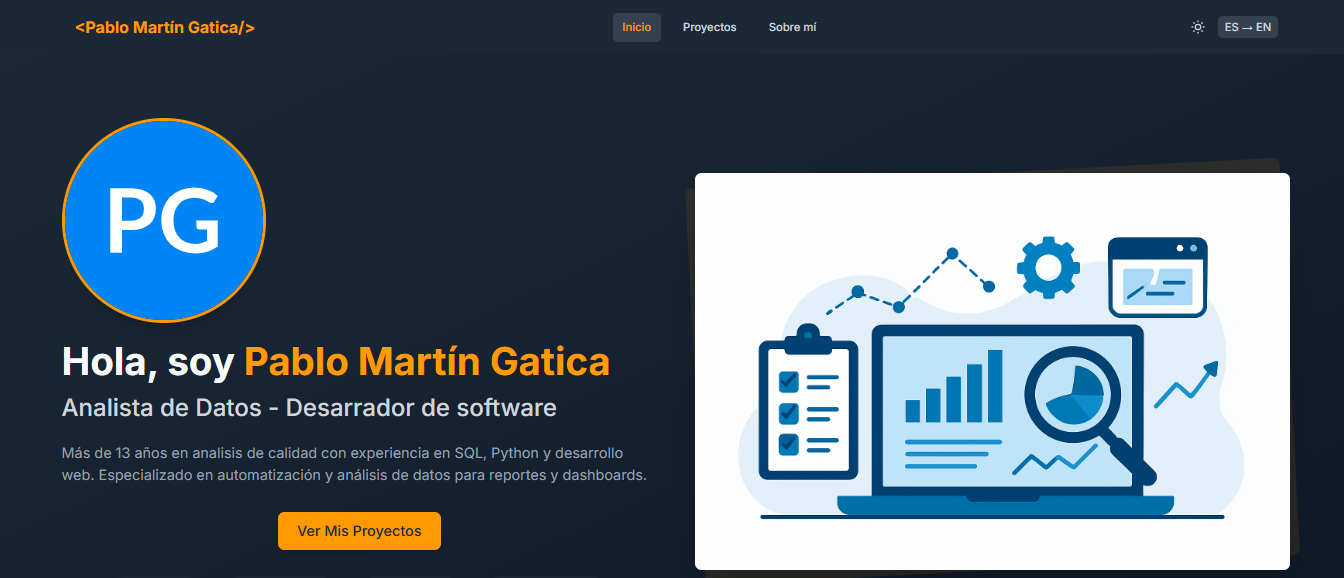 <Pablo Martín Gatica/>
Inicio
Proyectos
Sobre mí
ES → EN
PG
Hola, soy Pablo Martín Gatica
Analista de Datos - Desarrador de software
Más de 13 años en analisis de calidad con experiencia en SQL, Python y desarrollo
web. Especializado en automatización y análisis de datos para reportes y dashboards.
Ver Mis Proyectos